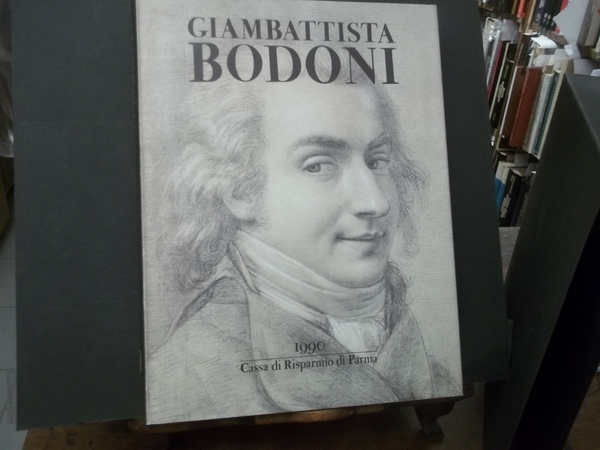 GIAMBATTISTA
BODONI
1990
Cassa di Risparmio di Parma